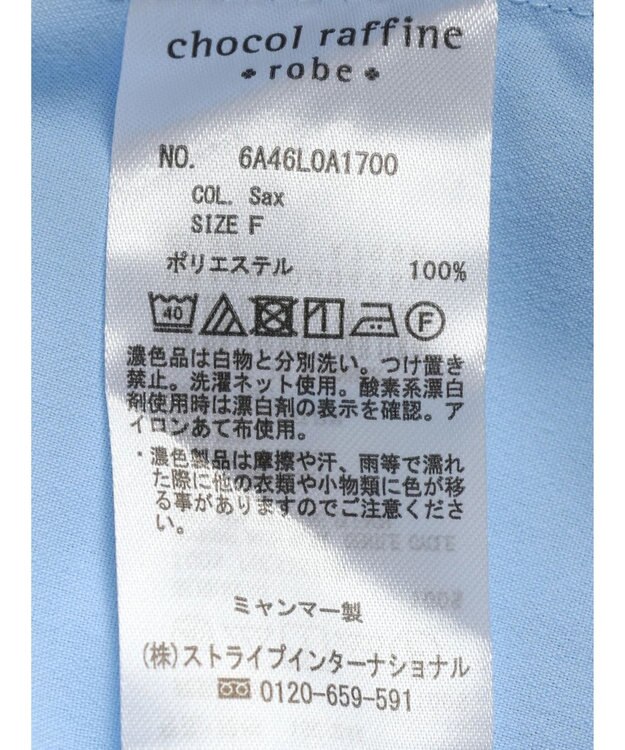 chocol raffine
robe
NO. 6A46L0A1700
COL. Sax
SIZE F
ポリエステル 100%
40 F
濃色品は白物と分別洗い。つけ置き
禁止。洗濯ネット使用。酸素系漂白
剤使用時は漂白剤の表示を確認。ア
イロンあて布使用。
・濃色製品は摩擦や汗、雨等で濡れ
た際に他の衣類や小物類に色が移
る事がありますのでご注意くださ
い。
ミャンマー製
(株)ストライプインターナショナル
0120-659-591